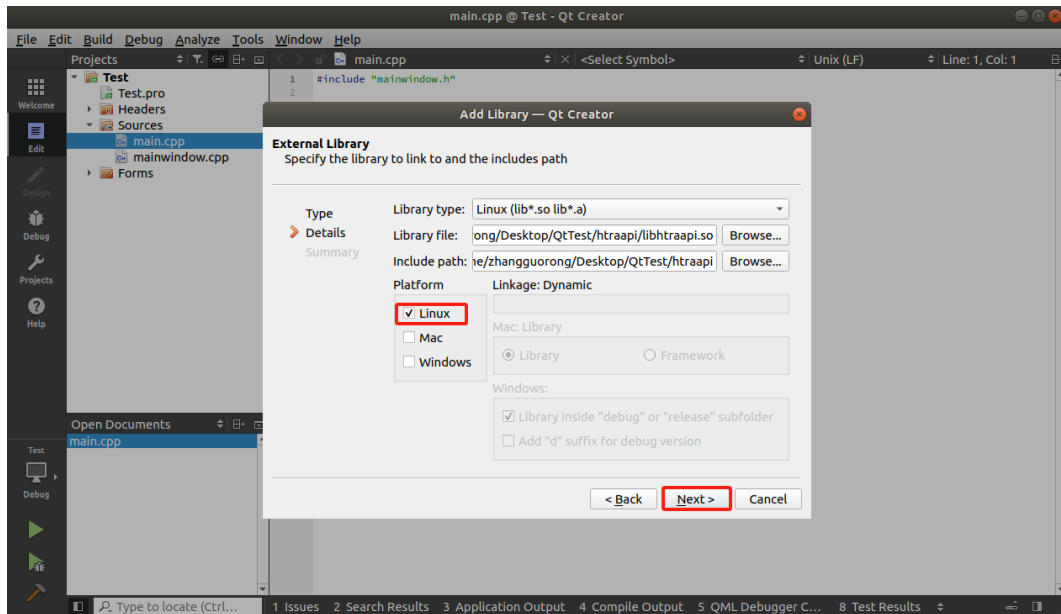 main.cpp @ Test - Qt Creator
File Edit Build Debug Analyze Tools Window Help
Projects
main.cpp
<Select Symbol>
Unix (LF)
Line: 1, Col: 1
Welcome
Edit
Design
Debug
Projects
Help
Test
Test.pro
Headers
Sources
main.cpp
mainwindow.cpp
Forms
1 #include "mainwindow.h"
2
Add Library — Qt Creator
External Library
Specify the library to link to and the includes path
Type
Details
Summary
Library type: Linux (lib*.so lib*.a)
Library file: ong/Desktop/QtTest/htraapi/libhtraapi.so Browse...
Include path: ne/zhangguorong/Desktop/QtTest/htraapi Browse...
Platform
Linux
Mac
Windows
Linkage: Dynamic
Mac: Library
Library Framework
Windows:
Library inside "debug" or "release" subfolder
Add "d" suffix for debug version
< Back Next > Cancel
Open Documents
main.cpp
Test
Debug
Type to locate (Ctrl...
1 Issues 2 Search Results 3 Application Output 4 Compile Output 5 QML Debugger C... 8 Test Results